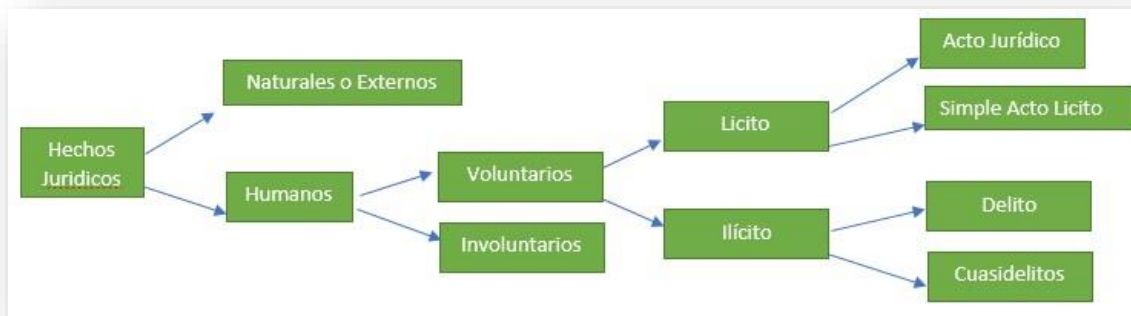 Hechos
Juridicos
Naturales o Externos
Humanos
Voluntarios
Involuntarios
Licito
Ilícito
Acto Jurídico
Simple Acto Licito
Delito
Cuasidelitos